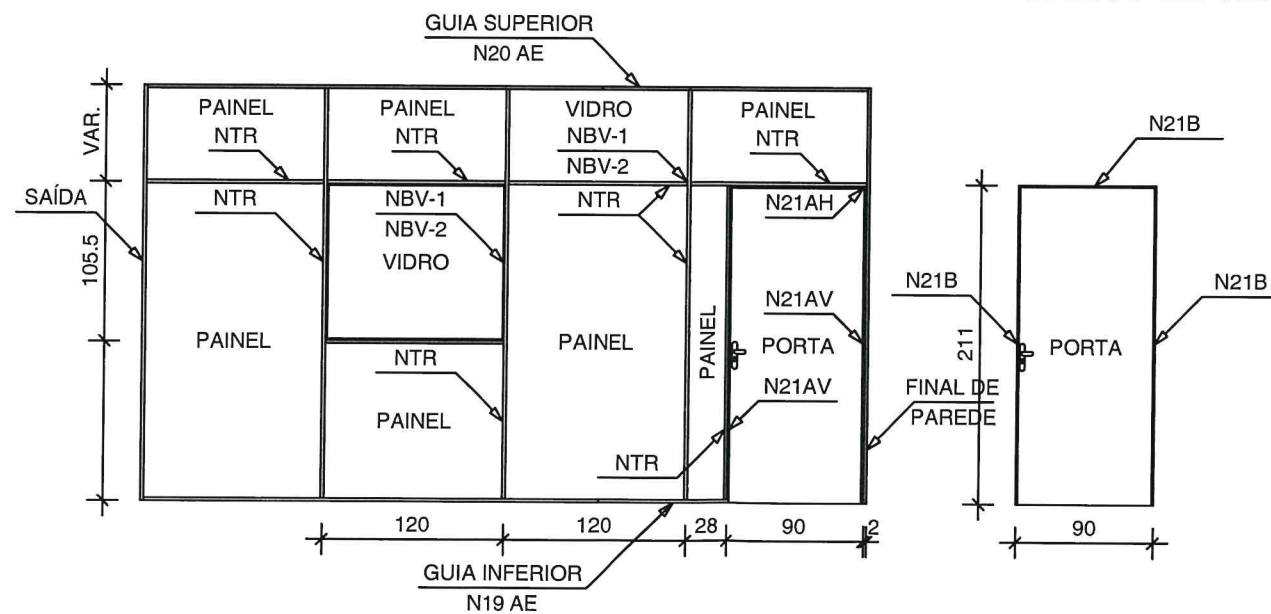 GUIA SUPERIOR
N20 AE
PAINEL
NTR
PAINEL
NTR
VIDRO
NBV-1
NBV-2
PAINEL
NTR
VAR.
SAÍDA
NTR
NBV-1
NBV-2
VIDRO
NTR
N21AH
N21B
105.5
PAINEL
NTR
PAINEL
PAINEL
PAINEL
N21AV
PORTA
N21AV
NTR
FINAL DE
PAREDE
N21B
211
PORTA
N21B
120
120
28
90
2
90
GUIA INFERIOR
N19 AE